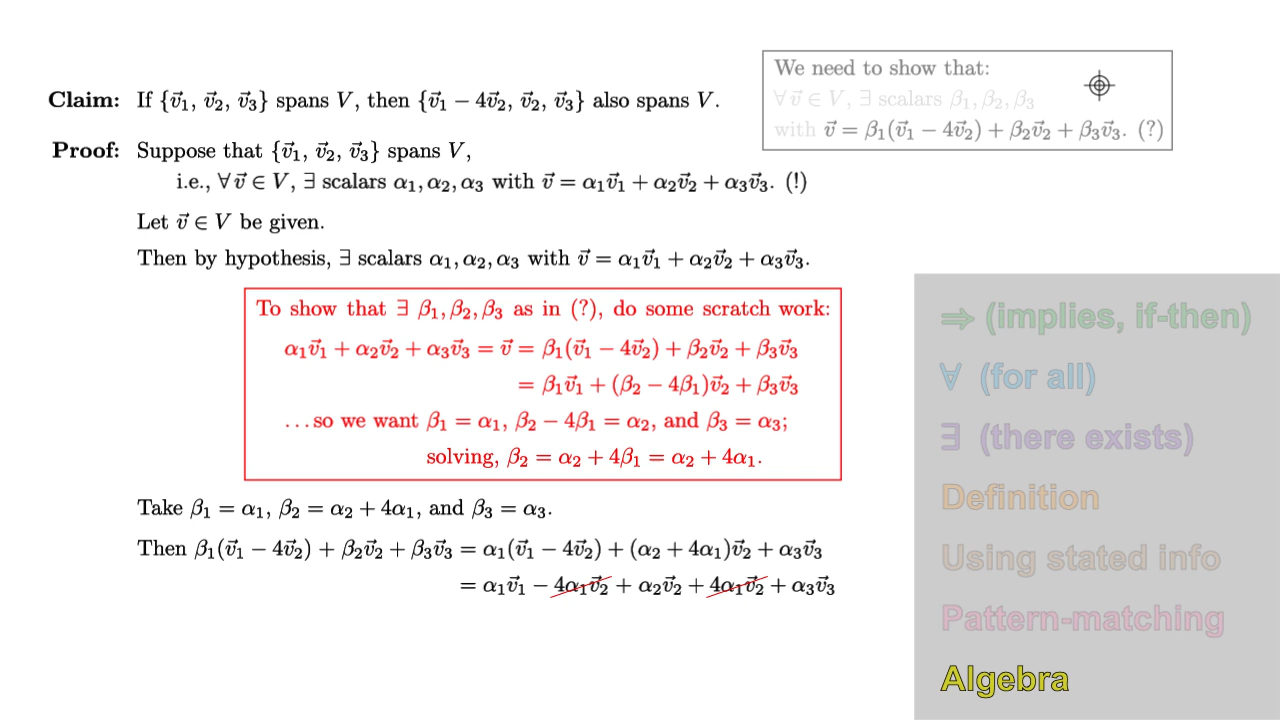 Claim: If {v⃗₁, v⃗₂, v⃗₃} spans V, then {v⃗₁ − 4v⃗₂, v⃗₂, v⃗₃} also spans V.
We need to show that:
∀ v⃗ ∈ V, ∃ scalars β₁, β₂, β₃
with v⃗ = β₁(v⃗₁ − 4v⃗₂) + β₂v⃗₂ + β₃v⃗₃. (?)
Proof: Suppose that {v⃗₁, v⃗₂, v⃗₃} spans V,
i.e., ∀ v⃗ ∈ V, ∃ scalars α₁, α₂, α₃ with v⃗ = α₁v⃗₁ + α₂v⃗₂ + α₃v⃗₃. (!)
Let v⃗ ∈ V be given.
Then by hypothesis, ∃ scalars α₁, α₂, α₃ with v⃗ = α₁v⃗₁ + α₂v⃗₂ + α₃v⃗₃.
To show that ∃ β₁, β₂, β₃ as in (?), do some scratch work:
α₁v⃗₁ + α₂v⃗₂ + α₃v⃗₃ = v⃗ = β₁(v⃗₁ − 4v⃗₂) + β₂v⃗₂ + β₃v⃗₃
= β₁v⃗₁ + (β₂ − 4β₁)v⃗₂ + β₃v⃗₃
...so we want β₁ = α₁, β₂ − 4β₁ = α₂, and β₃ = α₃;
solving, β₂ = α₂ + 4β₁ = α₂ + 4α₁.
Take β₁ = α₁, β₂ = α₂ + 4α₁, and β₃ = α₃.
Then β₁(v⃗₁ − 4v⃗₂) + β₂v⃗₂ + β₃v⃗₃ = α₁(v⃗₁ − 4v⃗₂) + (α₂ + 4α₁)v⃗₂ + α₃v⃗₃
= α₁v⃗₁ − 4α₁v⃗₂ + α₂v⃗₂ + 4α₁v⃗₂ + α₃v⃗₃
⇒ (implies, if-then)
∀ (for all)
∃ (there exists)
Definition
Using stated info
Pattern-matching
Algebra